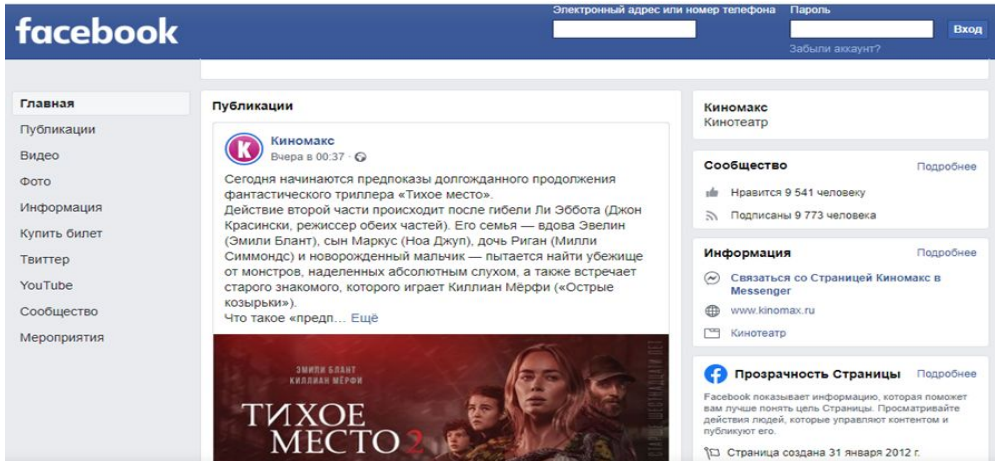 facebook
Электронный адрес или номер телефона
Пароль
Вход
Забыли аккаунт?
Главная
Публикации
Видео
Фото
Информация
Купить билет
Твиттер
YouTube
Сообщество
Мероприятия
Публикации
К
Киномакс
Вчера в 00:37 ·
Сегодня начинаются предпоказы долгожданного продолжения
фантастического триллера «Тихое место».
Действие второй части происходит после гибели Ли Эббота (Джон
Красински, режиссер обеих частей). Его семья — вдова Эвелин
(Эмили Блант), сын Маркус (Ноа Джуп), дочь Риган (Милли
Симмондс) и новорожденный мальчик — пытается найти убежище
от монстров, наделенных абсолютным слухом, а также встречает
старого знакомого, которого играет Киллиан Мёрфи («Острые
козырьки»).
Что такое «предп... Ещё
ЭМИЛИ БЛАНТ
КИЛЛИАН МЁРФИ
ТИХОЕ
МЕСТО 2
Киномакс
Кинотеатр
Сообщество
Подробнее
Нравится 9 541 человеку
Подписаны 9 773 человека
Информация
Подробнее
Связаться со Страницей Киномакс в
Messenger
www.kinomax.ru
Кинотеатр
Прозрачность Страницы
Подробнее
Facebook показывает информацию, которая поможет
вам лучше понять цель Страницы. Просматривайте
действия людей, которые управляют контентом и
публикуют его.
Страница создана 31 января 2012 г.